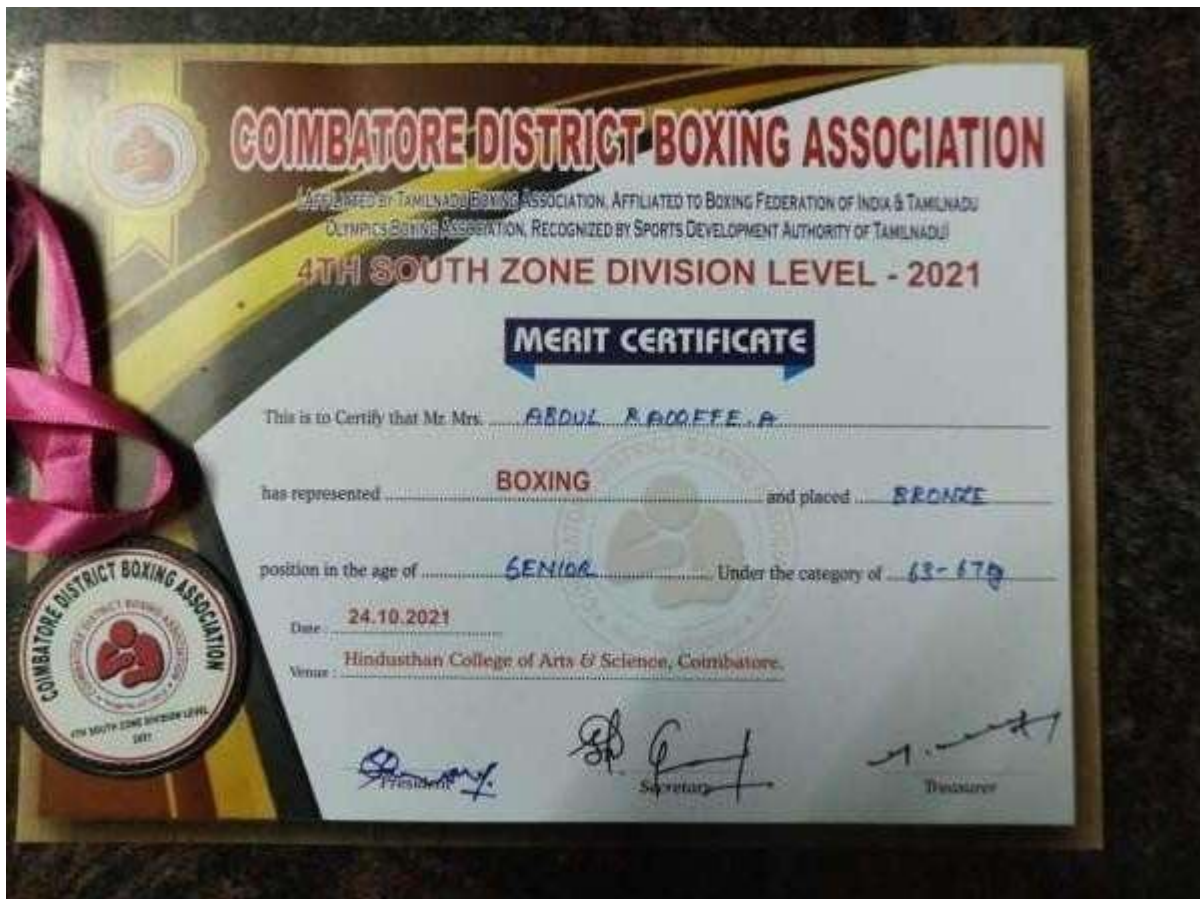 COIMBATORE DISTRICT BOXING ASSOCIATION
(AFFILIATED BY TAMILNADU BOXING ASSOCIATION, AFFILIATED TO BOXING FEDERATION OF INDIA & TAMILNADU
OLYMPICS BOXING ASSOCIATION, RECOGNIZED BY SPORTS DEVELOPMENT AUTHORITY OF TAMILNADU)
4TH SOUTH ZONE DIVISION LEVEL - 2021
MERIT CERTIFICATE
This is to Certify that Mr. Mrs. ABDUL A
has represented BOXING and placed BRONZE
position in the age of SENIOR Under the category of 63-67
Date : 24.10.2021
Venue : Hindusthan College of Arts & Science, Coimbatore.
President Secretary Treasurer
COIMBATORE DISTRICT BOXING ASSOCIATION
4TH SOUTH ZONE DIVISION LEVEL
2021